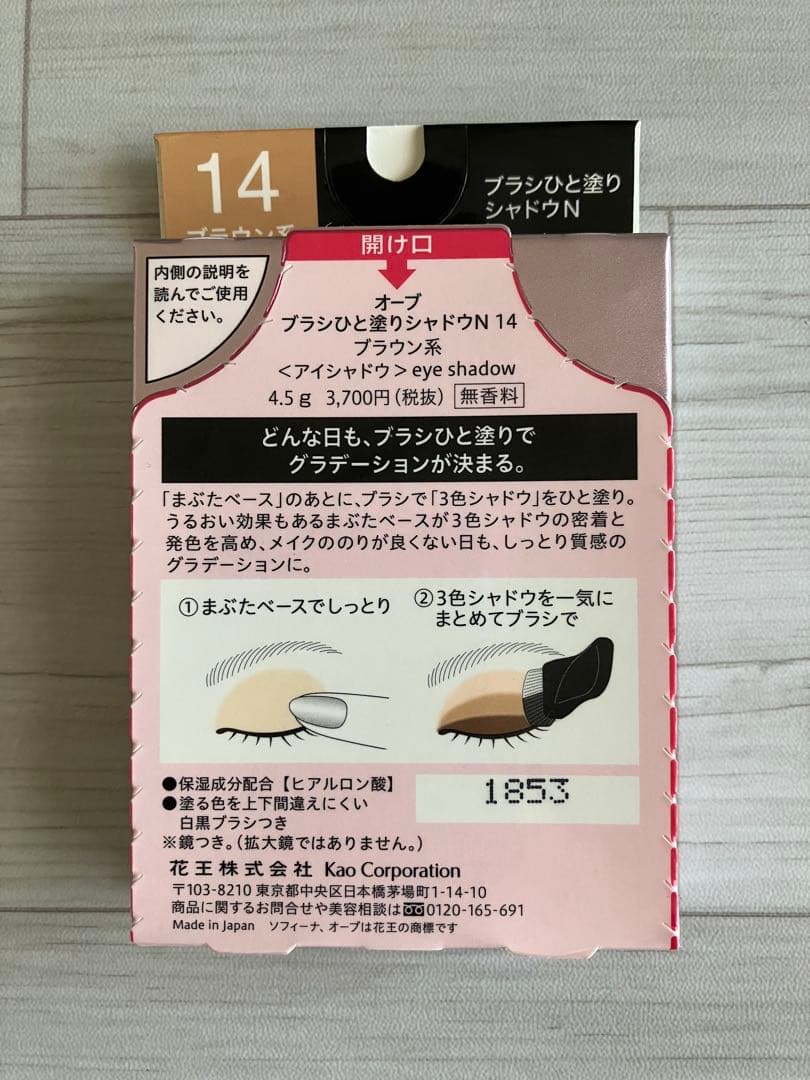 14
ブラウン系
ブラシひと塗り
シャドウN
開け口
内側の説明を
読んでご使用
ください。
オーブ
ブラシひと塗りシャドウN 14
ブラウン系
<アイシャドウ> eye shadow
4.5g 3,700円(税抜) 無香料
どんな日も、ブラシひと塗りで
グラデーションが決まる。
「まぶたベース」のあとに、ブラシで「3色シャドウ」をひと塗り。
うるおい効果もあるまぶたベースが3色シャドウの密着と
発色を高め、メイクののりが良くない日も、しっとり質感の
グラデーションに。
①まぶたベースでしっとり
②3色シャドウを一気に
まとめてブラシで
●保湿成分配合【ヒアルロン酸】
●塗る色を上下間違えにくい
白黒ブラシつき
※鏡つき。(拡大鏡ではありません。)
1853
花王株式会社 Kao Corporation
〒103-8210 東京都中央区日本橋茅場町1-14-10
商品に関するお問合せや美容相談は0120-165-691
Made in Japan ソフィーナ、オーブは花王の商標です